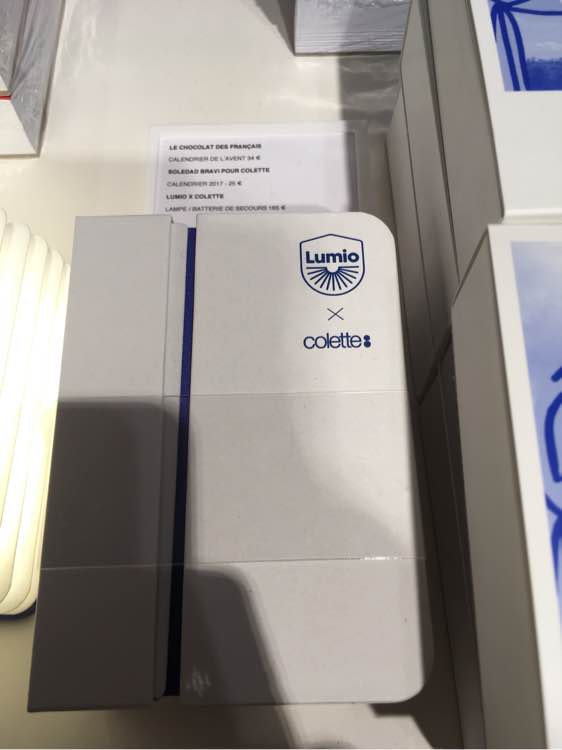 LE CHOCOLAT DES FRANÇAIS
CALENDRIER DE L'AVENT 34 €
SOLEDAD BRAVI POUR COLETTE
CALENDRIER 2017 - 25 €
LUMIO X COLETTE
LAMPE / BATTERIE DE SECOURS 165 €
Lumio
×
colette: